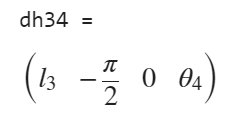 dh34 =
(l₃ −π/2 0 θ₄)